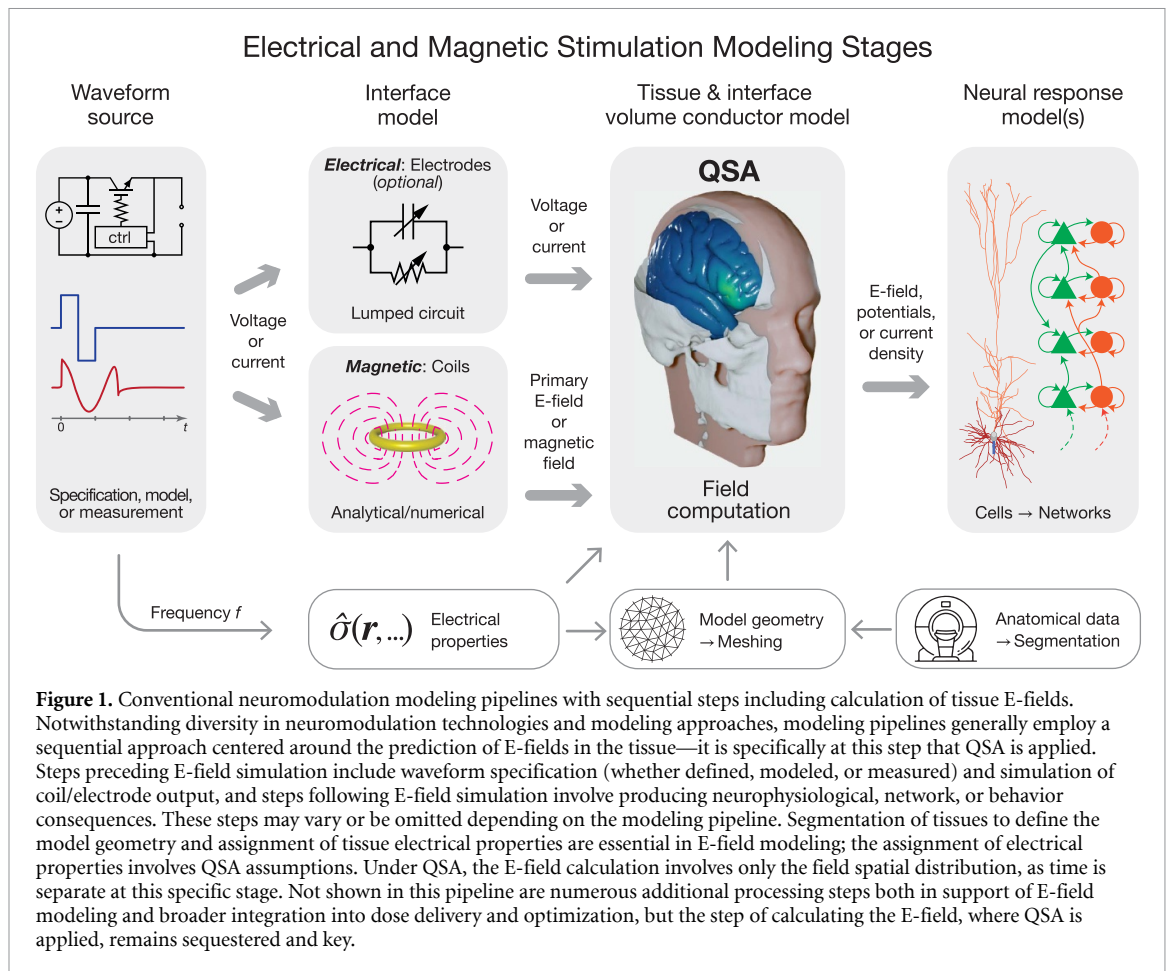 Electrical and Magnetic Stimulation Modeling Stages
Waveform
source
Interface
model
Tissue & interface
volume conductor model
Neural response
model(s)
+
−
ctrl
0
t
Specification, model,
or measurement
Voltage
or
current
Electrical: Electrodes
(optional)
Lumped circuit
Magnetic: Coils
Analytical/numerical
Voltage
or
current
Primary
E-field
or
magnetic
field
QSA
Field
computation
E-field,
potentials,
or current
density
Cells → Networks
Frequency f
σ̂(r, ...)
Electrical
properties
Model geometry
→ Meshing
Anatomical data
→ Segmentation
Figure 1. Conventional neuromodulation modeling pipelines with sequential steps including calculation of tissue E-fields.
Notwithstanding diversity in neuromodulation technologies and modeling approaches, modeling pipelines generally employ a
sequential approach centered around the prediction of E-fields in the tissue—it is specifically at this step that QSA is applied.
Steps preceding E-field simulation include waveform specification (whether defined, modeled, or measured) and simulation of
coil/electrode output, and steps following E-field simulation involve producing neurophysiological, network, or behavior
consequences. These steps may vary or be omitted depending on the modeling pipeline. Segmentation of tissues to define the
model geometry and assignment of tissue electrical properties are essential in E-field modeling; the assignment of electrical
properties involves QSA assumptions. Under QSA, the E-field calculation involves only the field spatial distribution, as time is
separate at this specific stage. Not shown in this pipeline are numerous additional processing steps both in support of E-field
modeling and broader integration into dose delivery and optimization, but the step of calculating the E-field, where QSA is
applied, remains sequestered and key.